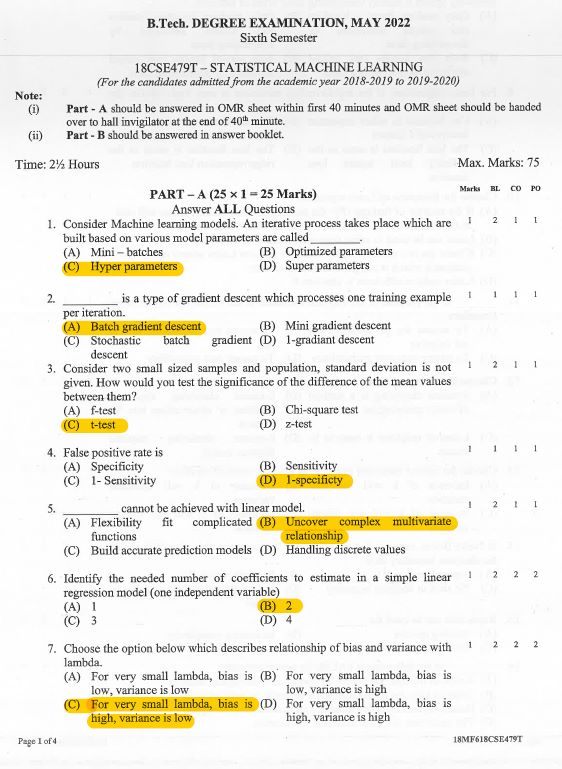 B.Tech. DEGREE EXAMINATION, MAY 2022
Sixth Semester
18CSE479T – STATISTICAL MACHINE LEARNING
(For the candidates admitted from the academic year 2018-2019 to 2019-2020)
Note:
(i) Part - A should be answered in OMR sheet within first 40 minutes and OMR sheet should be handed
over to hall invigilator at the end of 40th minute.
(ii) Part - B should be answered in answer booklet.
Time: 2½ Hours Max. Marks: 75
PART – A (25 × 1 = 25 Marks) Marks BL CO PO
Answer ALL Questions
1. Consider Machine learning models. An iterative process takes place which are 1 2 1 1
built based on various model parameters are called ________.
(A) Mini – batches (B) Optimized parameters
(C) Hyper parameters (D) Super parameters
2. ________ is a type of gradient descent which processes one training example 1 1 1 1
per iteration.
(A) Batch gradient descent (B) Mini gradient descent
(C) Stochastic batch gradient (D) 1-gradiant descent
descent
3. Consider two small sized samples and population, standard deviation is not 1 2 1 1
given. How would you test the significance of the difference of the mean values
between them?
(A) f-test (B) Chi-square test
(C) t-test (D) z-test
4. False positive rate is 1 1 1 1
(A) Specificity (B) Sensitivity
(C) 1- Sensitivity (D) 1-specificty
5. ________ cannot be achieved with linear model. 1 2 1 1
(A) Flexibility fit complicated (B) Uncover complex multivariate
functions relationship
(C) Build accurate prediction models (D) Handling discrete values
6. Identify the needed number of coefficients to estimate in a simple linear 1 2 2 2
regression model (one independent variable)
(A) 1 (B) 2
(C) 3 (D) 4
7. Choose the option below which describes relationship of bias and variance with 1 2 2 2
lambda.
(A) For very small lambda, bias is (B) For very small lambda, bias is
low, variance is low low, variance is high
(C) For very small lambda, bias is (D) For very small lambda, bias is
high, variance is low high, variance is high
Page 1 of 4 18MF618CSE479T